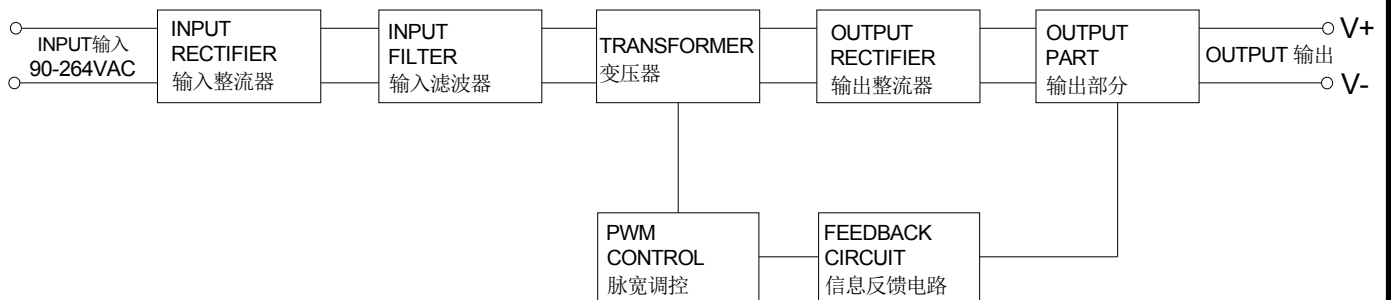 INPUT输入
90-264VAC
INPUT
RECTIFIER
输入整流器
INPUT
FILTER
输入滤波器
TRANSFORMER
变压器
OUTPUT
RECTIFIER
输出整流器
OUTPUT
PART
输出部分
OUTPUT 输出
V+
V-
PWM
CONTROL
脉宽调控
FEEDBACK
CIRCUIT
信息反馈电路